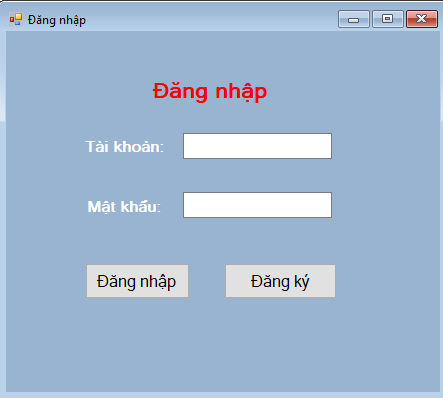 Đăng nhập
Đăng nhập
Tài khoản:
Mật khẩu:
Đăng nhập Đăng ký